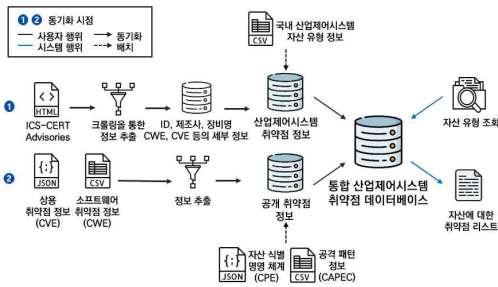 1 2 동기화 시점
사용자 행위
동기화
시스템 행위
배치
CSV
국내 산업제어시스템
자산 유형 정보
1
HTML
ICS-CERT
Advisories
크롤링을 통한
정보 추출
ID, 제조사, 장비명
CWE, CVE 등의 세부 정보
산업제어시스템
취약점 정보
자산 유형 조회
통합 산업제어시스템
취약점 데이터베이스
2
{:}
JSON
CSV
상용
취약점 정보
(CVE)
소프트웨어
취약점 정보
(CWE)
정보 추출
공개 취약점
정보
자산에 대한
취약점 리스트
{:}
JSON
자산 식별
명명 체계
(CPE)
CSV
공격 패턴
정보
(CAPEC)